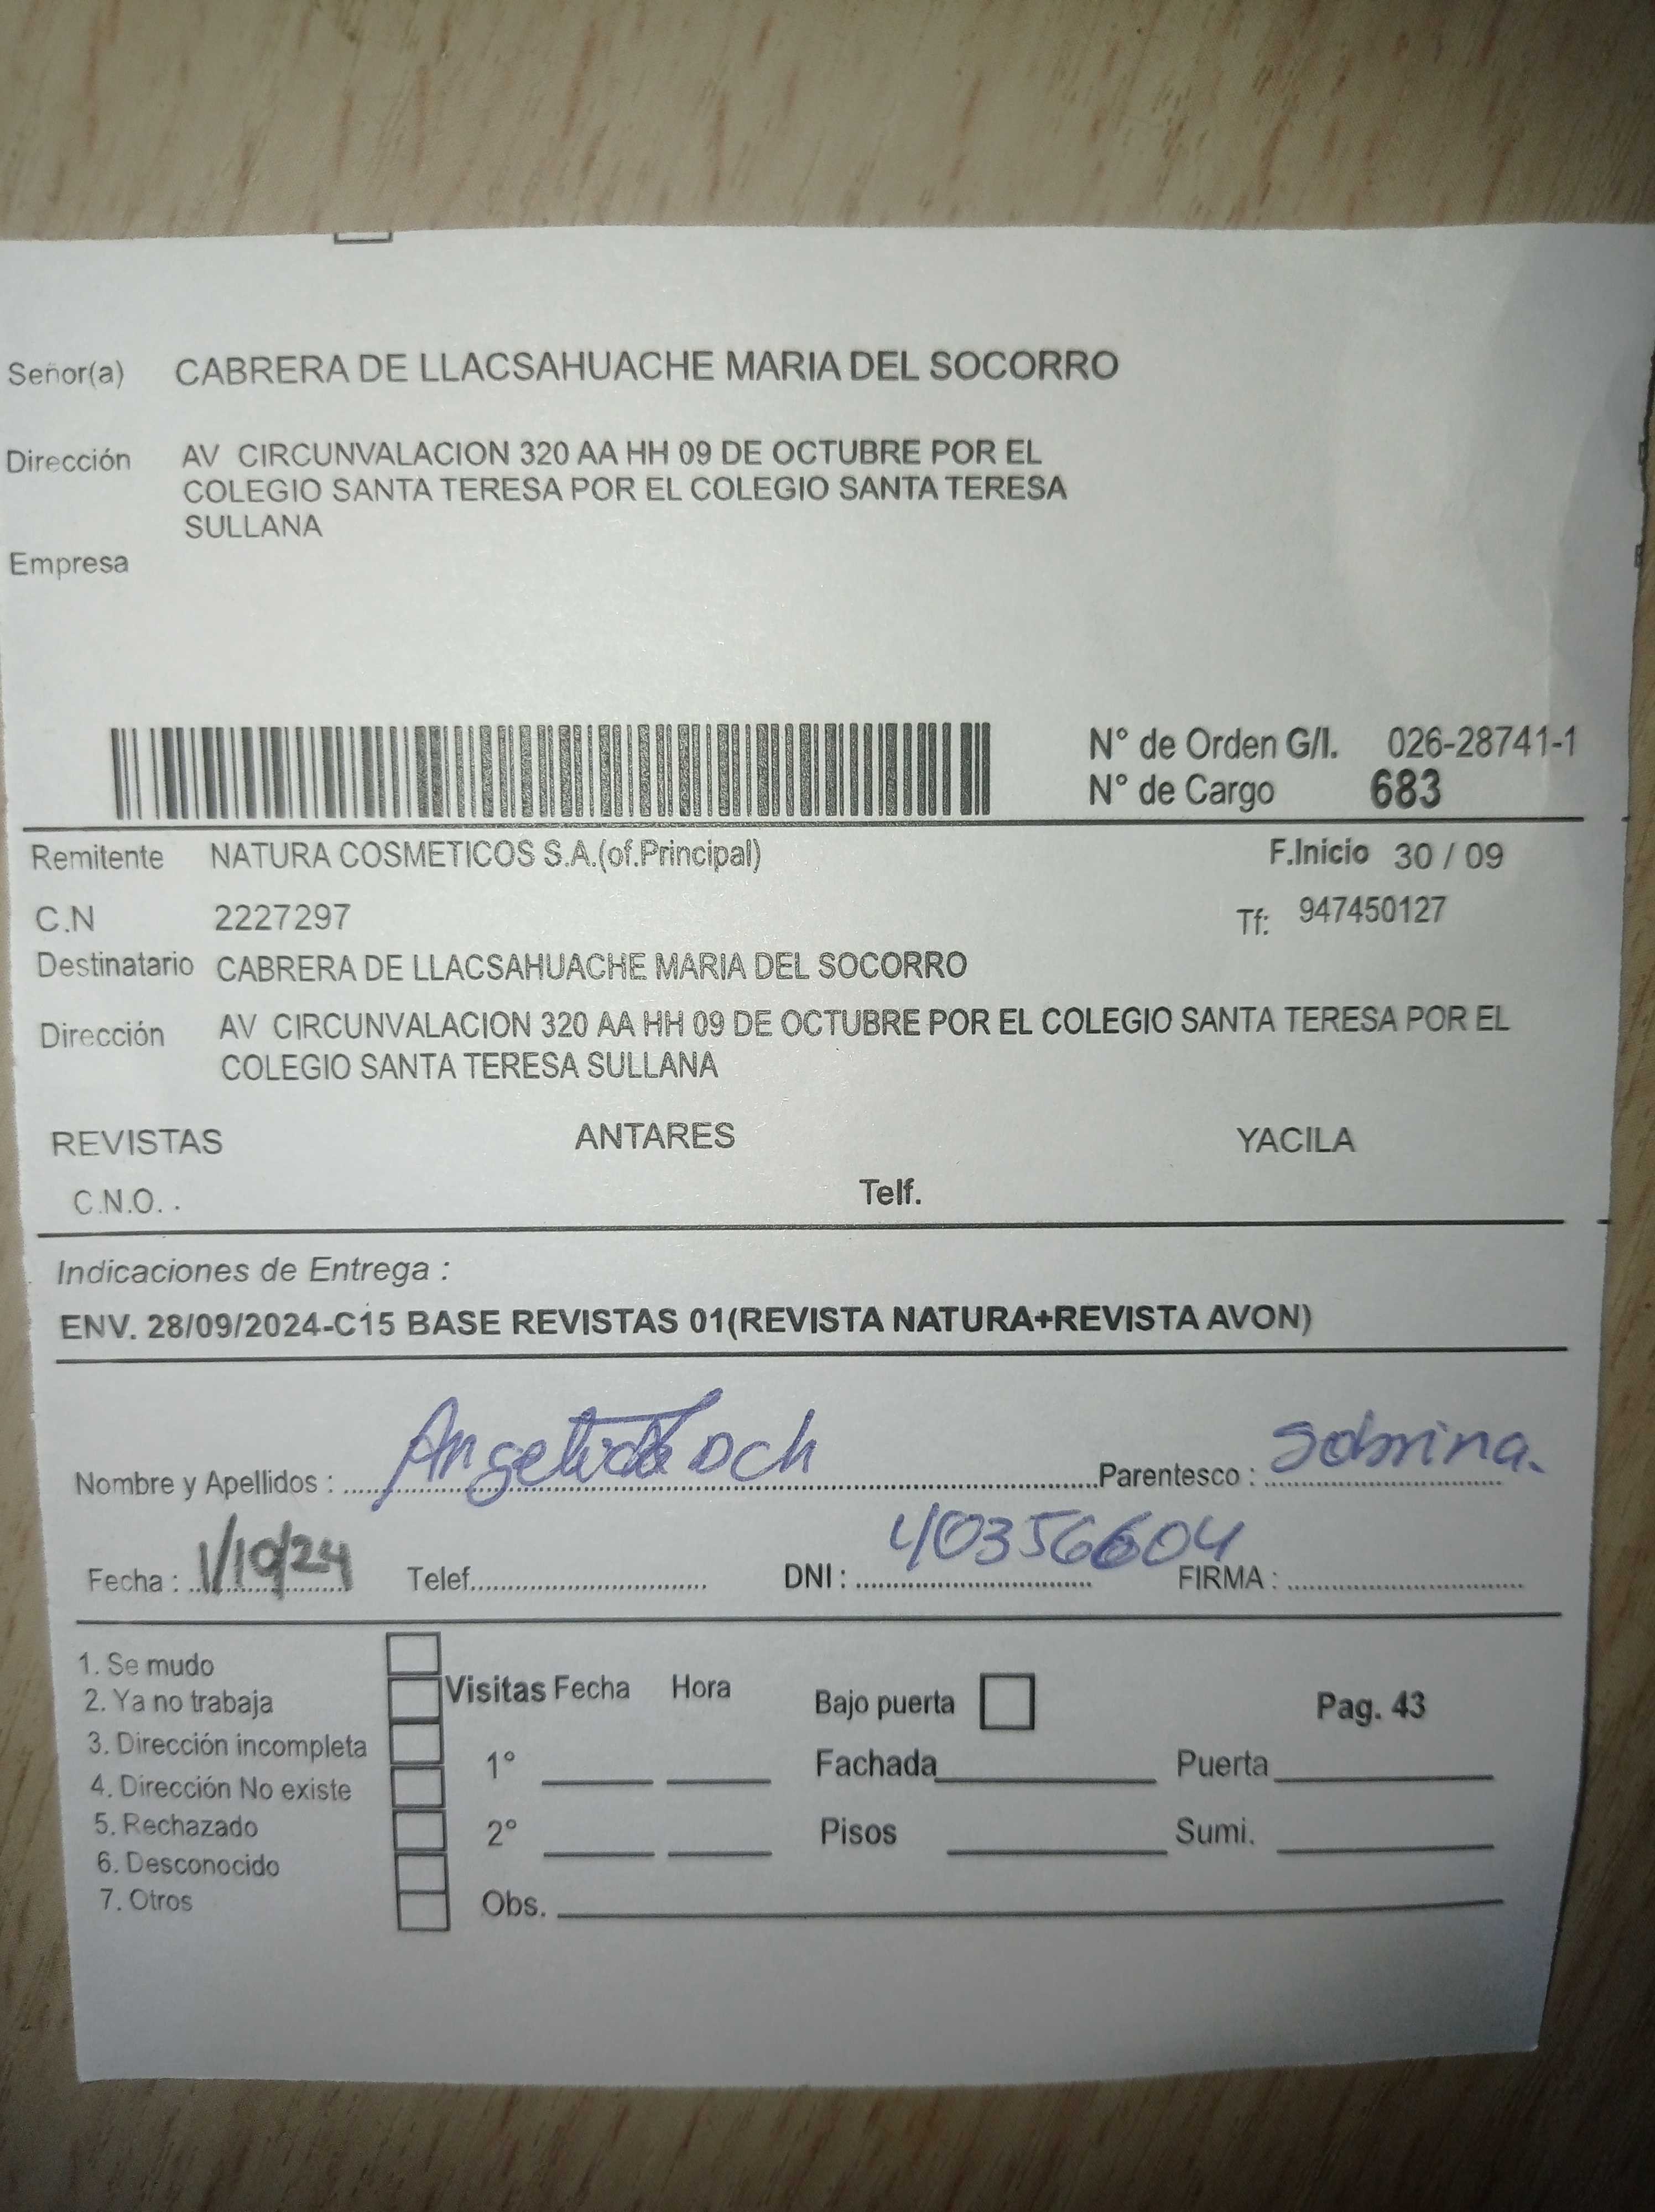 Señor(a) CABRERA DE LLACSAHUACHE MARIA DEL SOCORRO
Dirección AV CIRCUNVALACION 320 AA HH 09 DE OCTUBRE POR EL
COLEGIO SANTA TERESA POR EL COLEGIO SANTA TERESA
SULLANA
Empresa
N° de Orden G/I. 026-28741-1
N° de Cargo 683
Remitente NATURA COSMETICOS S.A.(of.Principal) F.Inicio 30 / 09
C.N 2227297 Tf: 947450127
Destinatario CABRERA DE LLACSAHUACHE MARIA DEL SOCORRO
Dirección AV CIRCUNVALACION 320 AA HH 09 DE OCTUBRE POR EL COLEGIO SANTA TERESA POR EL
COLEGIO SANTA TERESA SULLANA
REVISTAS ANTARES YACILA
C.N.O. . Telf.
Indicaciones de Entrega :
ENV. 28/09/2024-C15 BASE REVISTAS 01(REVISTA NATURA+REVISTA AVON)
Nombre y Apellidos : Parentesco : Sobrina.
Fecha : 1/10/24 Telef. DNI : 40356604 FIRMA :
1. Se mudo
2. Ya no trabaja Visitas Fecha Hora Bajo puerta Pag. 43
3. Dirección incompleta 1° Fachada Puerta
4. Dirección No existe
5. Rechazado 2° Pisos Sumi.
6. Desconocido
7. Otros Obs.